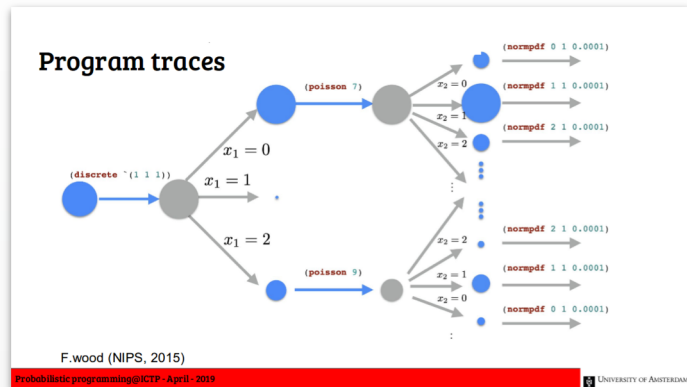 Program traces
(discrete `(1 1 1))
x₁ = 0
x₁ = 1
x₁ = 2
(poisson 7)
(poisson 9)
x₂ = 0
x₂ = 1
x₂ = 2
⋮
⋮
x₂ = 2
x₂ = 1
x₂ = 0
⋮
(normpdf 0 1 0.0001)
(normpdf 1 1 0.0001)
(normpdf 2 1 0.0001)
(normpdf 2 1 0.0001)
(normpdf 1 1 0.0001)
(normpdf 0 1 0.0001)
F.wood (NIPS, 2015)
Probobilistic programming@ICTP - April - 2019
UNIVERSITY OF AMSTERDAM